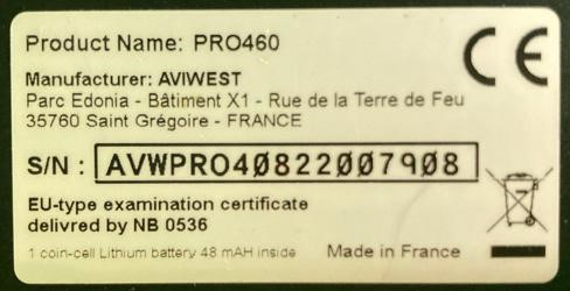 Product Name: PRO460
CE
Manufacturer: AVIWEST
Parc Edonia - Bâtiment X1 - Rue de la Terre de Feu
35760 Saint Grégoire - FRANCE
S/N : AVWPRO40822007908
EU-type examination certificate
delivred by NB 0536
1 coin-cell Lithium battery 48 mAH inside Made in France